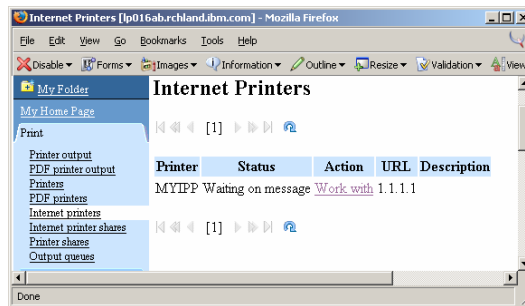 Internet Printers [lp016ab.rchland.ibm.com] - Mozilla Firefox
File Edit View Go Bookmarks Tools Help
Disable Forms Images Information Outline Resize Validation View
My Folder
My Home Page
Print
Printer output
PDF printer output
Printers
PDF printers
Internet printers
Internet printer shares
Printer shares
Output queues
Internet Printers
[1]
Printer Status Action URL Description
MYIPP Waiting on message Work with 1.1.1.1
[1]
Done